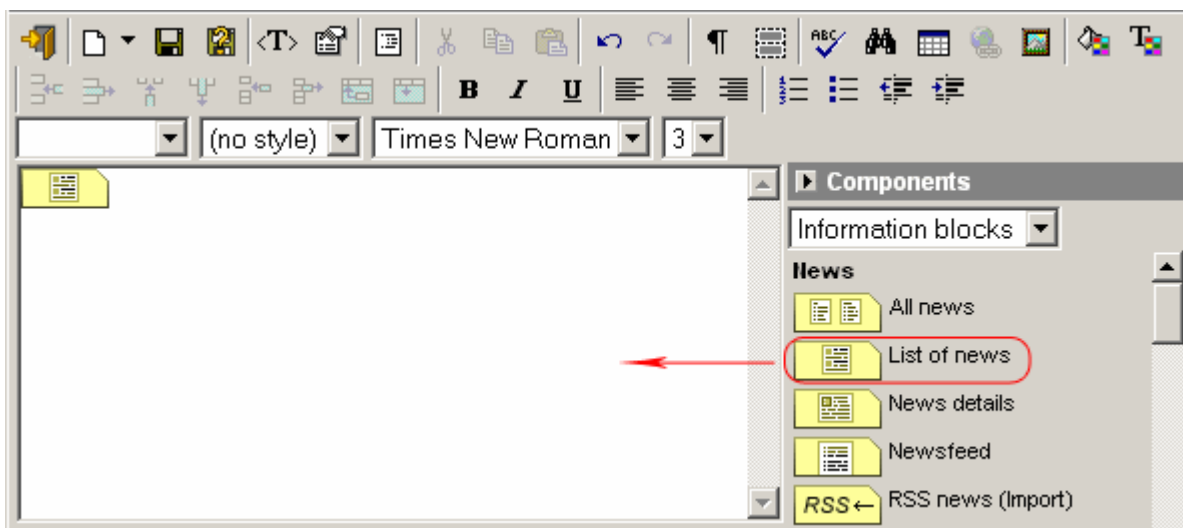 <T>
ABC
T
B I U
(no style) Times New Roman 3
Components
Information blocks
News
All news
List of news
News details
Newsfeed
RSS RSS news (Import)